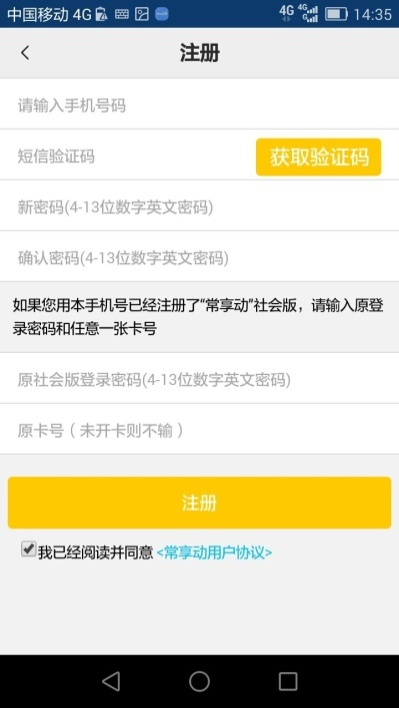 中国移动 4G 4G 4G G 14:35
注册
请输入手机号码
短信验证码 获取验证码
新密码(4-13位数字英文密码)
确认密码(4-13位数字英文密码)
如果您用本手机号已经注册了“常享动”社会版，请输入原登
录密码和任意一张卡号
原社会版登录密码(4-13位数字英文密码)
原卡号（未开卡则不输）
注册
我已经阅读并同意 <常享动用户协议>